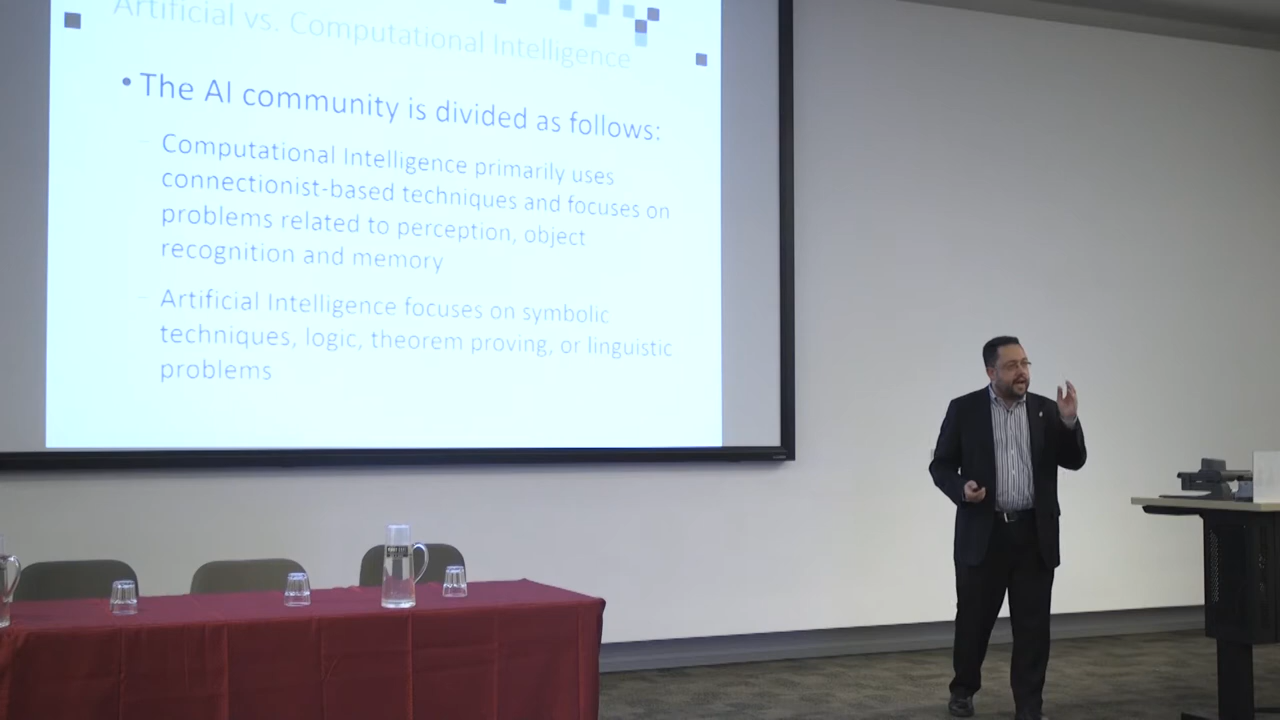 Artificial vs. Computational Intelligence
• The AI community is divided as follows:
– Computational Intelligence primarily uses
connectionist-based techniques and focuses on
problems related to perception, object
recognition and memory
– Artificial Intelligence focuses on symbolic
techniques, logic, theorem proving, or linguistic
problems